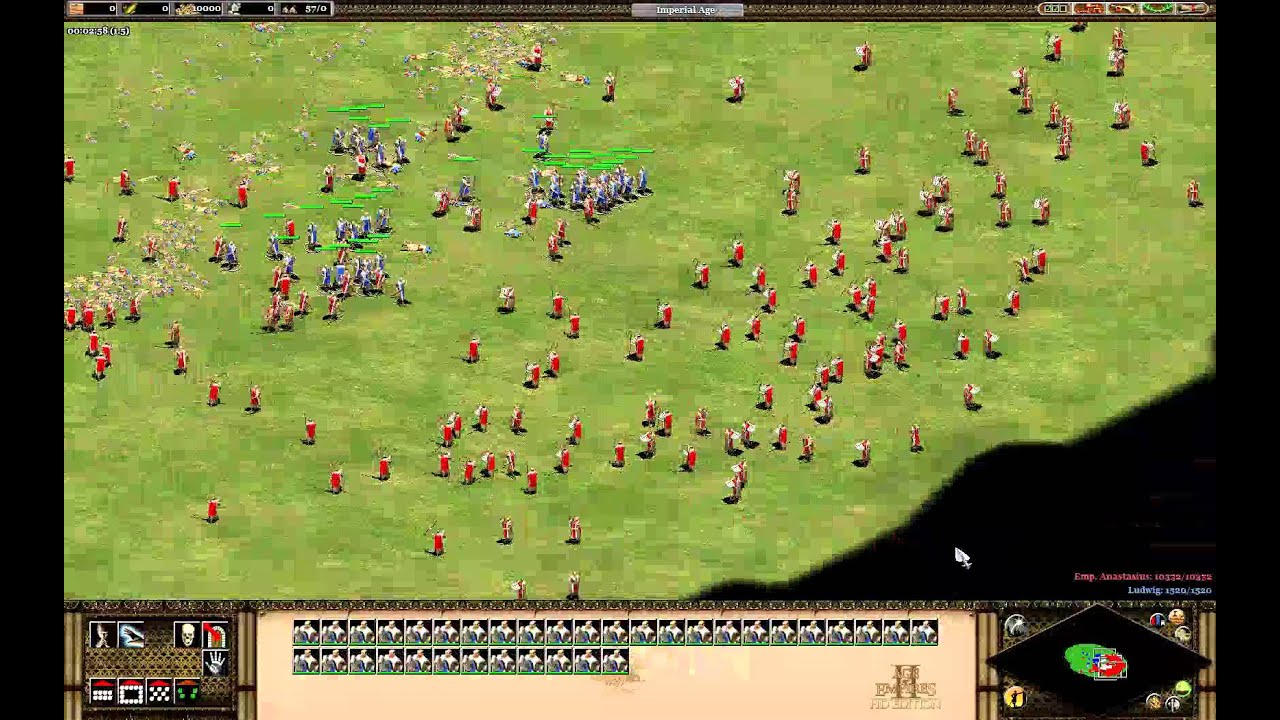 0 0 10000 0 57/0
Imperial Age
00:02:58 (1.5)
Emp. Anastasius: 10332/10332
Ludwig: 1520/1520
AGE
EMPIRES
HD EDITION